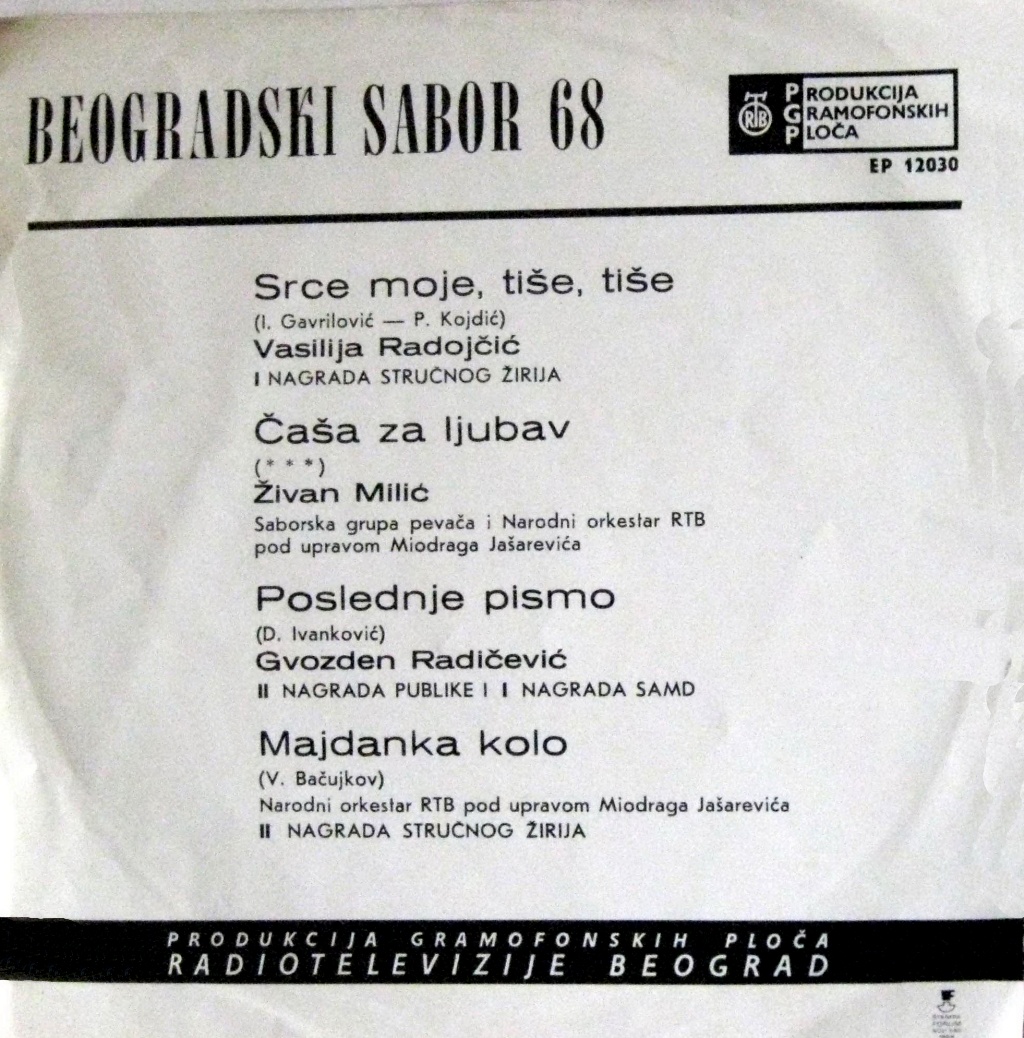 BEOGRADSKI SABOR 68
RTB
PRODUKCIJA
GRAMOFONSKIH
PLOČA
EP 12030
Srce moje, tiše, tiše
(I. Gavrilović — P. Kojdić)
Vasilija Radojčić
I NAGRADA STRUČNOG ŽIRIJA
Čaša za ljubav
(* * *)
Živan Milić
Saborska grupa pevača i Narodni orkestar RTB
pod upravom Miodraga Jašarevića
Poslednje pismo
(D. Ivanković)
Gvozden Radičević
II NAGRADA PUBLIKE I I NAGRADA SAMD
Majdanka kolo
(V. Bačujkov)
Narodni orkestar RTB pod upravom Miodraga Jašarevića
II NAGRADA STRUČNOG ŽIRIJA
PRODUKCIJA GRAMOFONSKIH PLOČA
RADIOTELEVIZIJE BEOGRAD